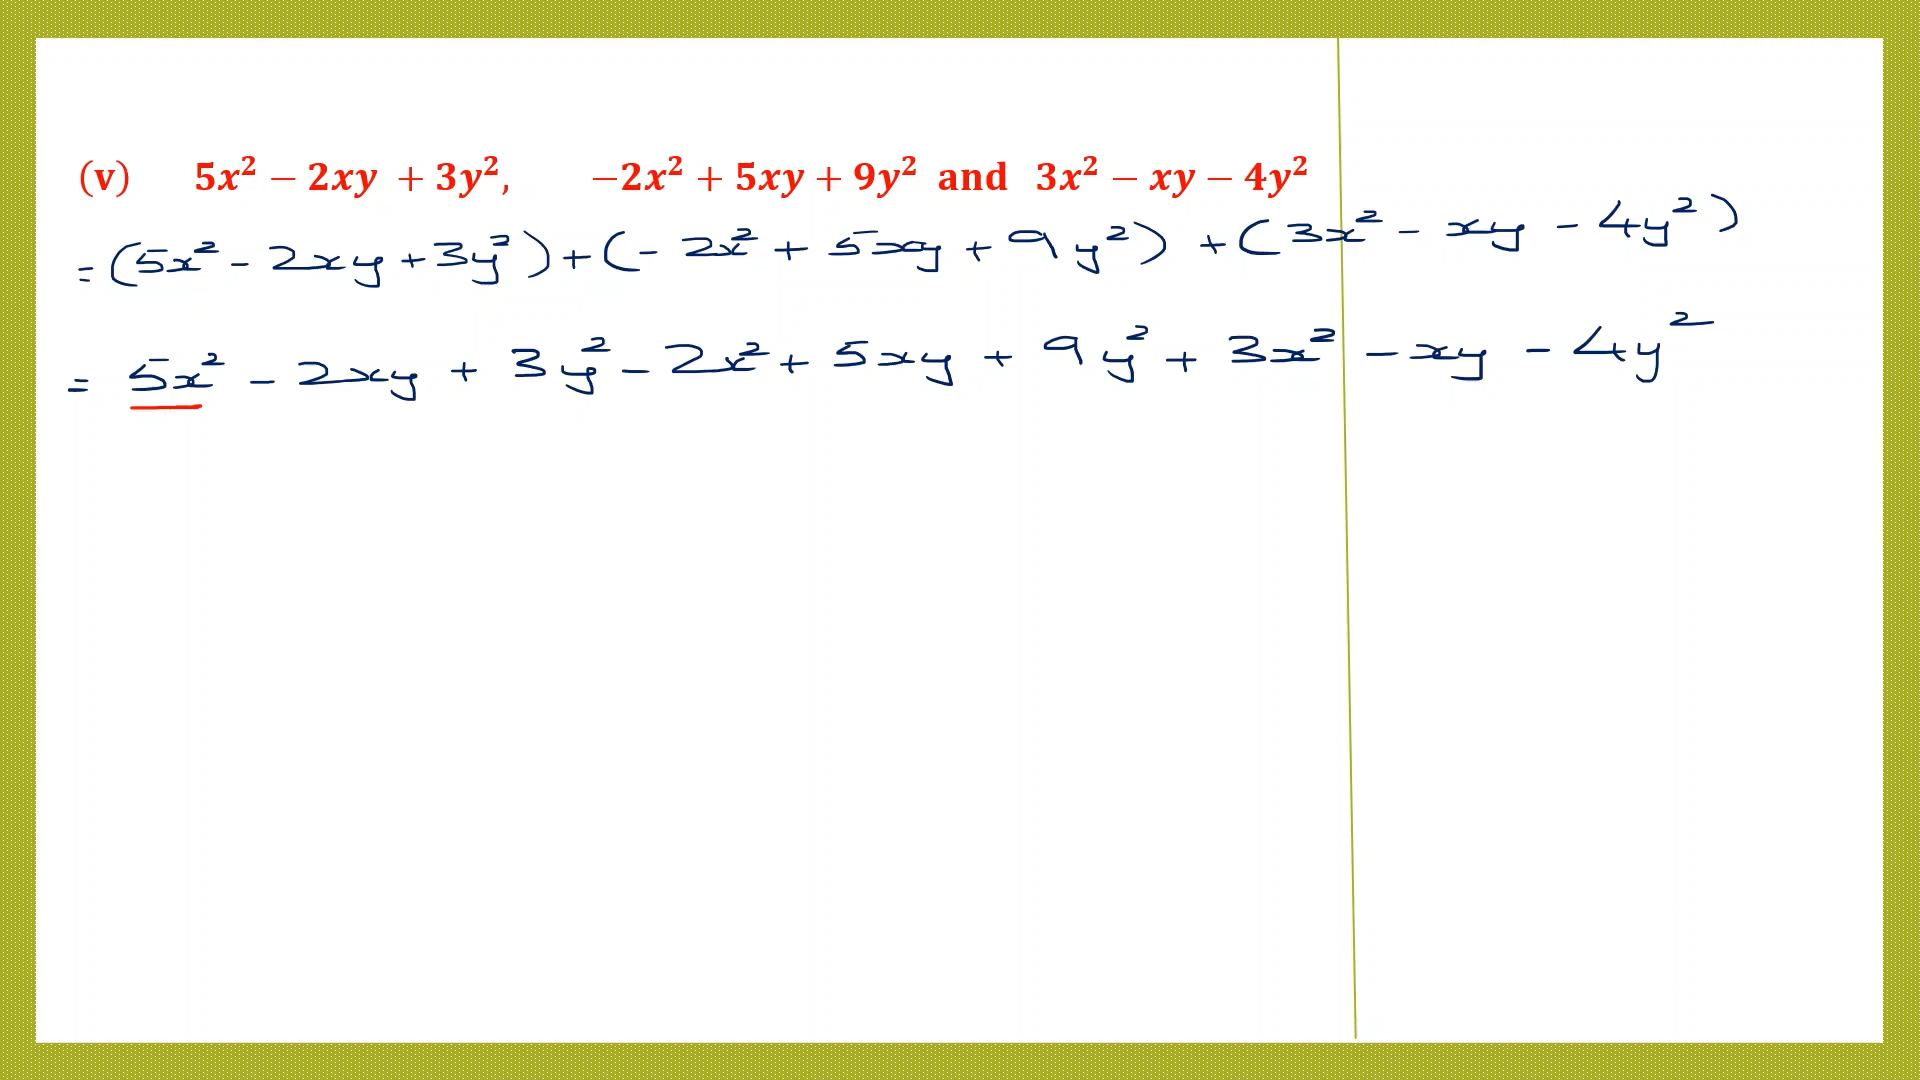 (v) 5x² − 2xy + 3y², −2x² + 5xy + 9y² and 3x² − xy − 4y²
= (5x² - 2xy + 3y²) + (- 2x² + 5xy + 9y²) + (3x² - xy - 4y²)
= 5x² - 2xy + 3y² - 2x² + 5xy + 9y² + 3x² - xy - 4y²